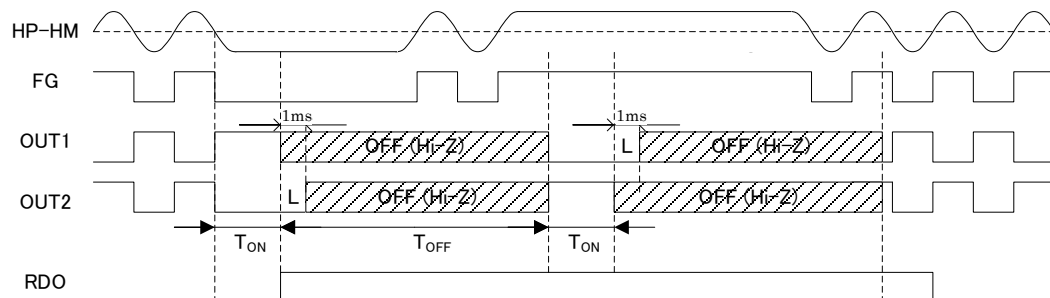 HP-HM
FG
1ms 1ms
OUT1 OFF (Hi-Z) L OFF (Hi-Z)
OUT2 L OFF (Hi-Z) OFF (Hi-Z)
TON TOFF TON
RDO